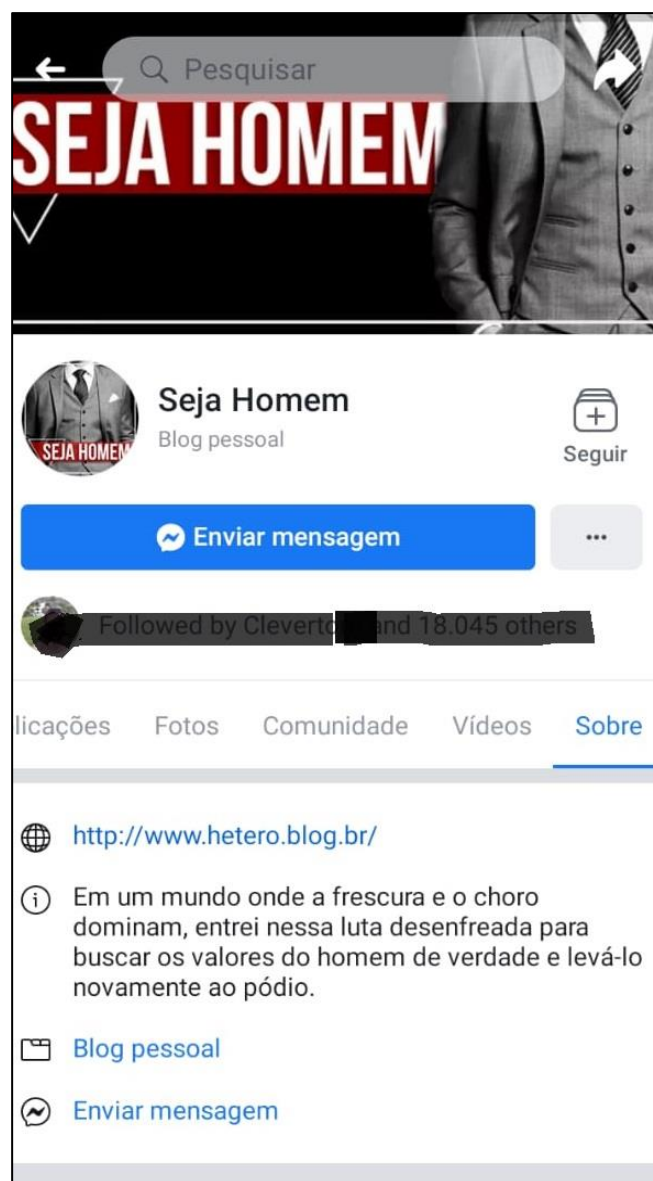 Pesquisar
SEJA HOMEM
Seja Homem
Blog pessoal
SEJA HOMEM
Seguir
Enviar mensagem
Followed by Cleverto and 18.045 others
licações Fotos Comunidade Vídeos Sobre
http://www.hetero.blog.br/
Em um mundo onde a frescura e o choro
dominam, entrei nessa luta desenfreada para
buscar os valores do homem de verdade e levá-lo
novamente ao pódio.
Blog pessoal
Enviar mensagem